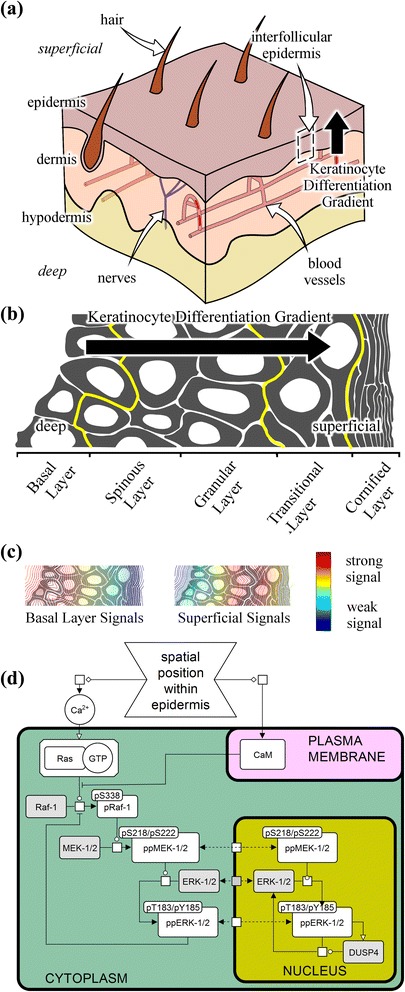 (a)
hair
superficial
interfollicular
epidermis
epidermis
dermis
Keratinocyte
Differentiation
Gradient
hypodermis
deep
nerves
blood
vessels
(b)
Keratinocyte Differentiation Gradient
deep
superficial
Basal
Layer
Spinous
Layer
Granular
Layer
Transitional
Layer
Cornified
Layer
(c)
strong
signal
weak
signal
Basal Layer Signals
Superficial Signals
(d)
spatial
position
within
epidermis
Ca2+
PLASMA
MEMBRANE
CaM
Ras
GTP
pS338
Raf-1
pRaf-1
pS218/pS222
MEK-1/2
ppMEK-1/2
pS218/pS222
ppMEK-1/2
ERK-1/2
ERK-1/2
pT183/pY185
ppERK-1/2
pT183/pY185
ppERK-1/2
DUSP4
CYTOPLASM
NUCLEUS